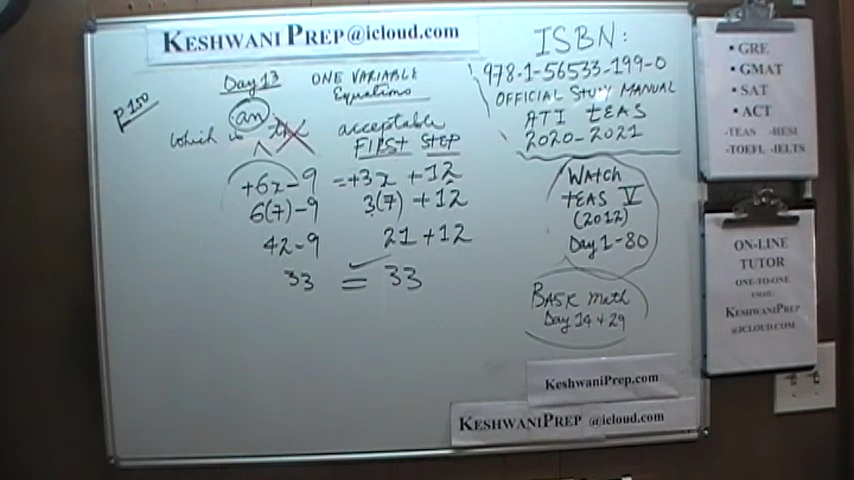 KESHWANI PREP@icloud.com
P 150
Day 13 ONE VARIABLE
Equations
an
Which is the acceptable
FIRST STEP
+6x-9 =+3x +12
6(7)-9 3(7) +12
42-9 21+12
33 = 33
ISBN:
978-1-56533-199-0
OFFICIAL STUDY MANUAL
ATI TEAS
2020-2021
WATCH
TEAS V
(2012)
Day 1-80
BASIC Math
Day 14 + 29
KESHWANIPREP.COM
KESHWANIPREP @icloud.com
• GRE
• GMAT
• SAT
• ACT
-TEAS -HESI
-TOEFL -IELTS
ON-LINE
TUTOR
ONE-TO-ONE
EMAIL:
KESHWANIPREP
@ICLOUD.COM